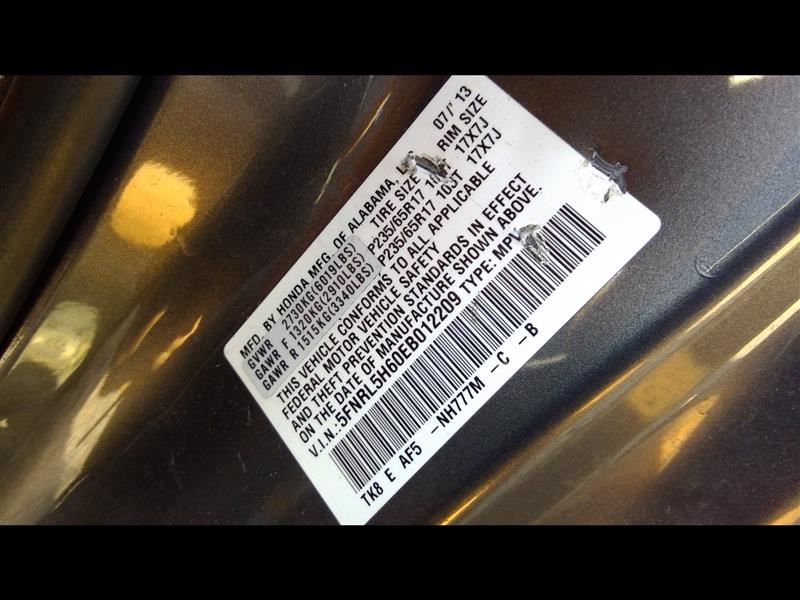 MFD. BY HONDA MFG. OF ALABAMA, 07/'13
GVWR 2730KG(6019LBS) TIRE SIZE RIM SIZE
GAWR F 1320KG(2910LBS) P235/65R17 17X7J
GAWR R 1515KG(3340LBS) P235/65R17 103T 17X7J
THIS VEHICLE CONFORMS TO ALL APPLICABLE
FEDERAL MOTOR VEHICLE SAFETY
AND THEFT PREVENTION STANDARDS IN EFFECT
ON THE DATE OF MANUFACTURE SHOWN ABOVE.
V.I.N.:5FNRL5H60EB012209 TYPE: MPV
TK8 E AF5 -NH777M -C -B